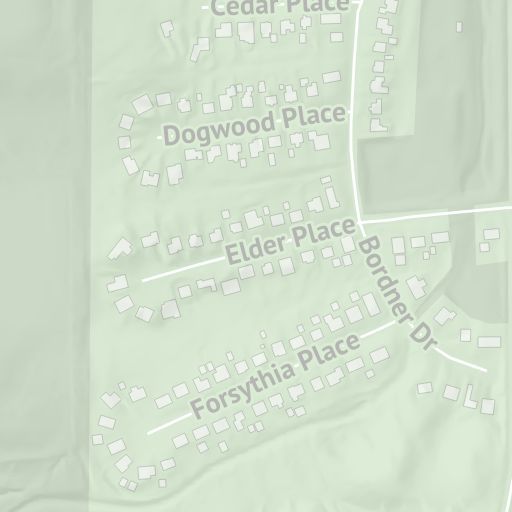 Cedar Place
Dogwood Place
Elder Place
Bordner Dr
Forsythia Place